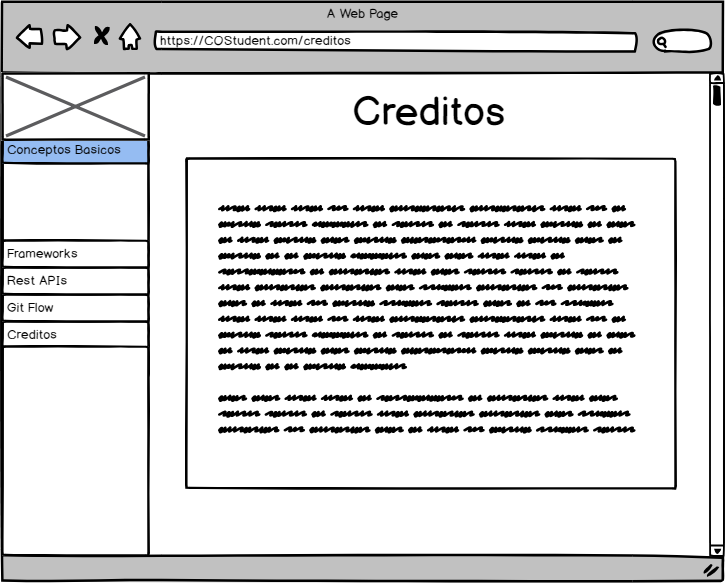 A Web Page
https://COStudent.com/creditos
Creditos
Conceptos Basicos
Frameworks
Rest APIs
Git Flow
Creditos